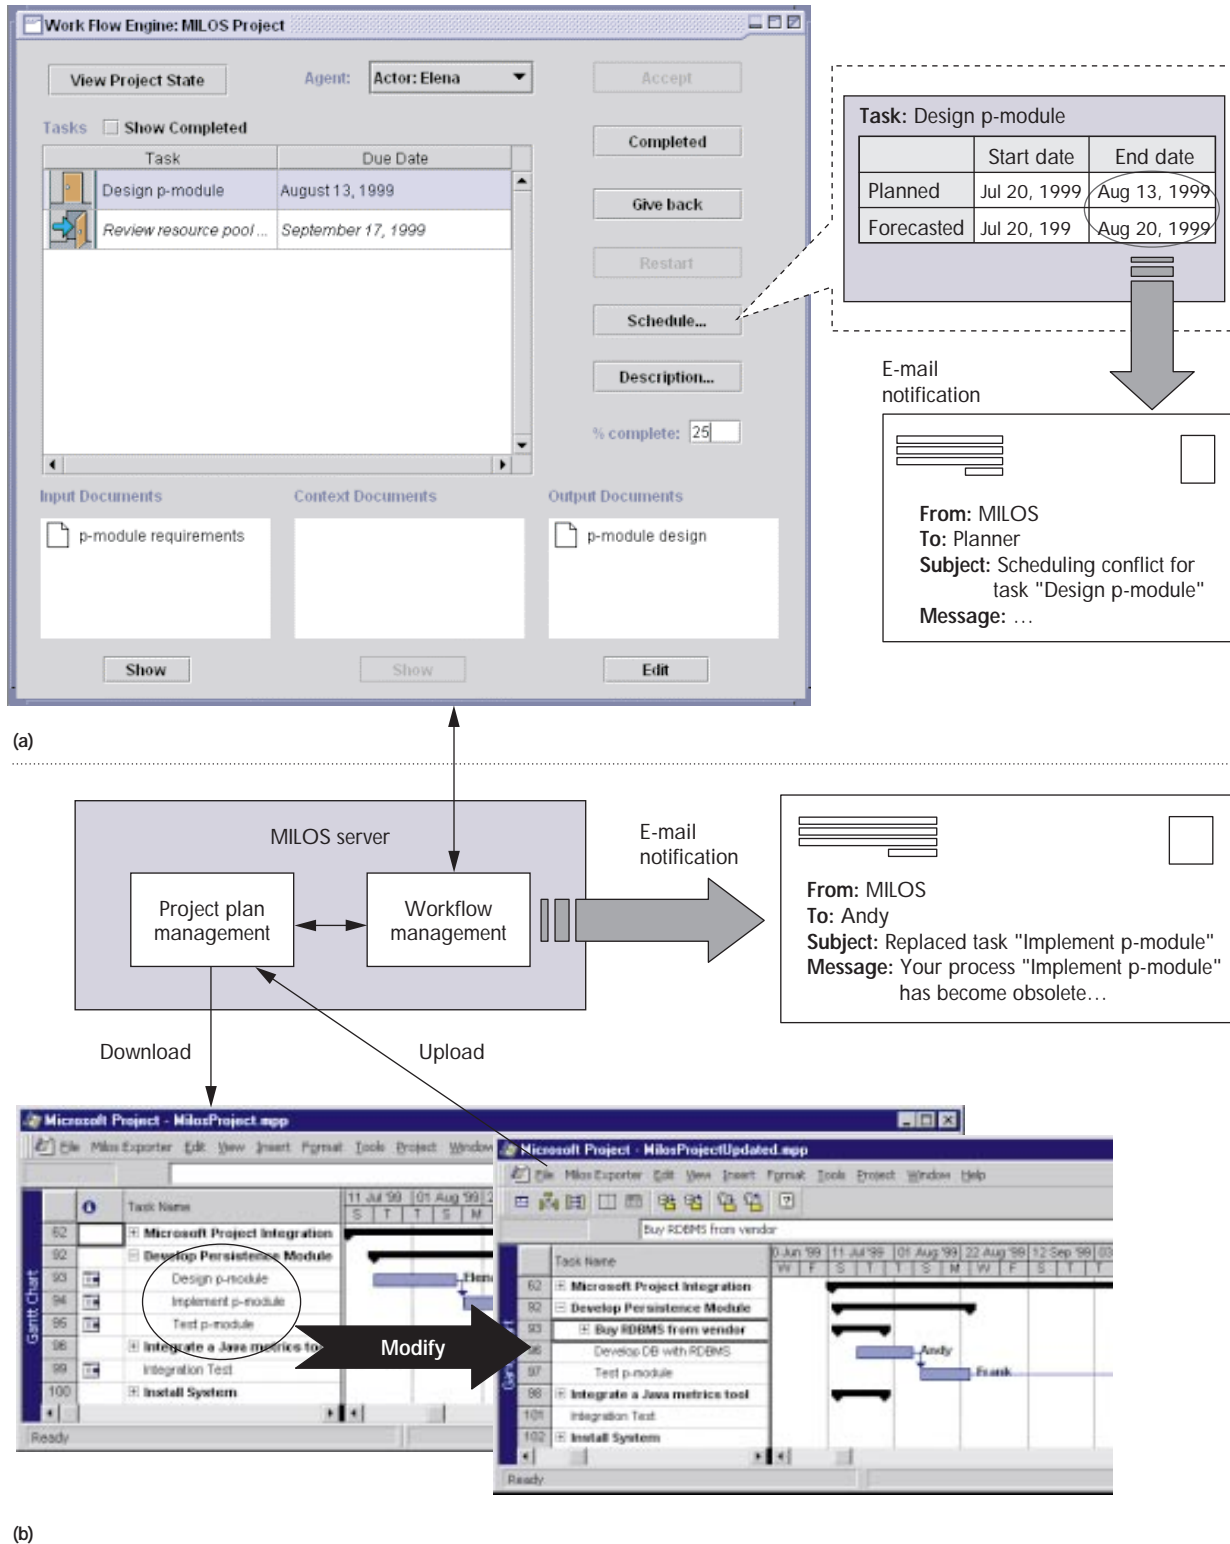 Work Flow Engine: MILOS Project
View Project State
Agent:
Actor: Elena
Accept
Tasks
Show Completed
Completed
Task
Due Date
Design p-module
August 13, 1999
Give back
Review resource pool ...
September 17, 1999
Restart
Schedule...
Description...
% complete:
25
Input Documents
Context Documents
Output Documents
p-module requirements
p-module design
Show
Show
Edit
Task: Design p-module
Start date
End date
Planned
Jul 20, 1999
Aug 13, 1999
Forecasted
Jul 20, 199
Aug 20, 1999
E-mail
notification
From: MILOS
To: Planner
Subject: Scheduling conflict for
task "Design p-module"
Message: …
(a)
MILOS server
Project plan
management
Workflow
management
E-mail
notification
From: MILOS
To: Andy
Subject: Replaced task "Implement p-module"
Message: Your process "Implement p-module"
has become obsolete…
Download
Upload
Microsoft Project - MilosProject.mpp
File Milos Exporter Edit View Insert Format Tools Project Window
Task Name
11 Jul '99
01 Aug '99
2
S T T S M
62 Microsoft Project Integration
92 Develop Persistence Module
93 Design p-module
Elena
94 Implement p-module
95 Test p-module
96 Integrate a Java metrics tool
99 Integration Test
100 Install System
Gantt Chart
Ready
Modify
Microsoft Project - MilosProjectUpdated.mpp
File Milos Exporter Edit View Insert Format Tools Project Window Help
Buy RDBMS from vendor
Task Name
0 Jun '99
11 Jul '99
01 Aug '99
22 Aug '99
12 Sep '99
03
W F S T T S M W F S T T
62 Microsoft Project Integration
92 Develop Persistence Module
93 Buy RDBMS from vendor
96 Develop DB with RDBMS
Andy
97 Test p-module
Frank
98 Integrate a Java metrics tool
101 Integration Test
102 Install System
Ready
(b)